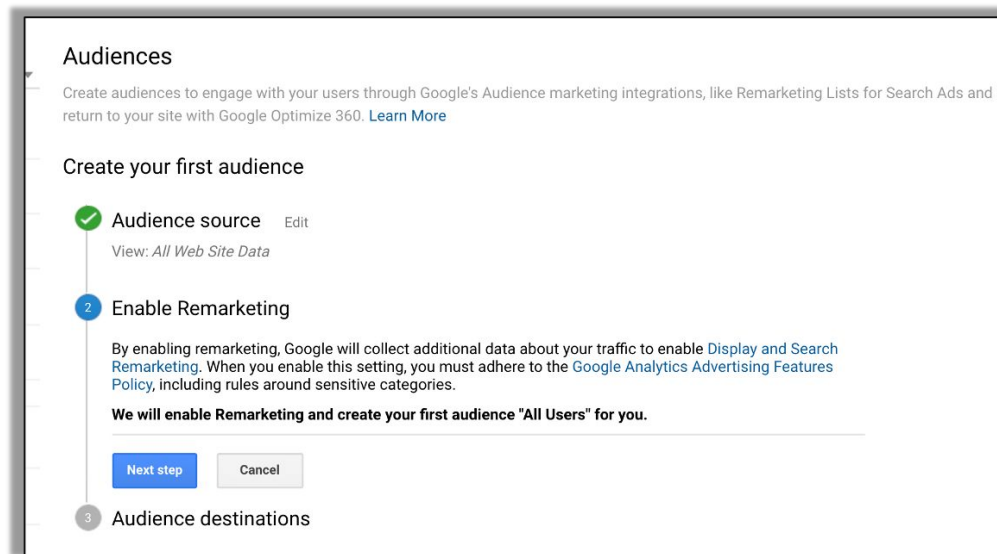 Audiences
Create audiences to engage with your users through Google's Audience marketing integrations, like Remarketing Lists for Search Ads and
return to your site with Google Optimize 360. Learn More
Create your first audience
Audience source Edit
View: All Web Site Data
2 Enable Remarketing
By enabling remarketing, Google will collect additional data about your traffic to enable Display and Search
Remarketing. When you enable this setting, you must adhere to the Google Analytics Advertising Features
Policy, including rules around sensitive categories.
We will enable Remarketing and create your first audience "All Users" for you.
Next step Cancel
3 Audience destinations